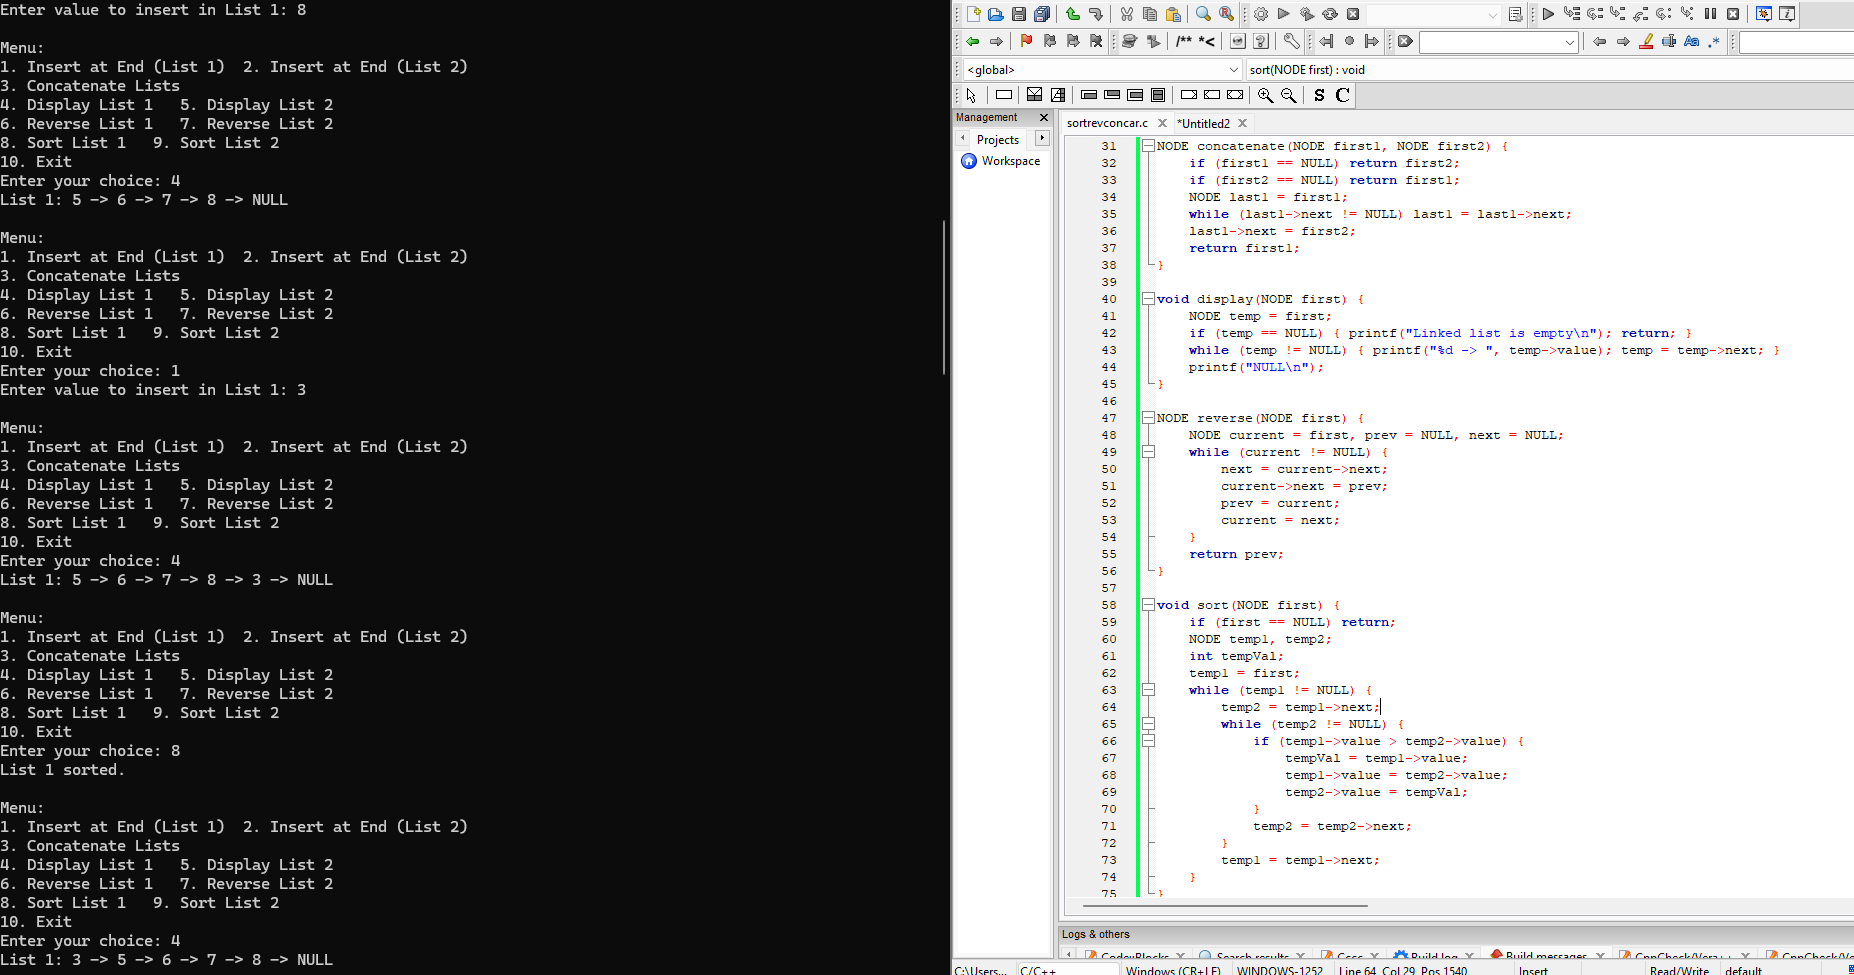 Enter value to insert in List 1: 8
Menu:
1. Insert at End (List 1)  2. Insert at End (List 2)
3. Concatenate Lists
4. Display List 1   5. Display List 2
6. Reverse List 1   7. Reverse List 2
8. Sort List 1   9. Sort List 2
10. Exit
Enter your choice: 4
List 1: 5 -> 6 -> 7 -> 8 -> NULL
Menu:
1. Insert at End (List 1)  2. Insert at End (List 2)
3. Concatenate Lists
4. Display List 1   5. Display List 2
6. Reverse List 1   7. Reverse List 2
8. Sort List 1   9. Sort List 2
10. Exit
Enter your choice: 1
Enter value to insert in List 1: 3
Menu:
1. Insert at End (List 1)  2. Insert at End (List 2)
3. Concatenate Lists
4. Display List 1   5. Display List 2
6. Reverse List 1   7. Reverse List 2
8. Sort List 1   9. Sort List 2
10. Exit
Enter your choice: 4
List 1: 5 -> 6 -> 7 -> 8 -> 3 -> NULL
Menu:
1. Insert at End (List 1)  2. Insert at End (List 2)
3. Concatenate Lists
4. Display List 1   5. Display List 2
6. Reverse List 1   7. Reverse List 2
8. Sort List 1   9. Sort List 2
10. Exit
Enter your choice: 8
List 1 sorted.
Menu:
1. Insert at End (List 1)  2. Insert at End (List 2)
3. Concatenate Lists
4. Display List 1   5. Display List 2
6. Reverse List 1   7. Reverse List 2
8. Sort List 1   9. Sort List 2
10. Exit
Enter your choice: 4
List 1: 3 -> 5 -> 6 -> 7 -> 8 -> NULL
/** *<
<global> sort(NODE first) : void
S C
Management
Projects
Workspace
sortrevconcar.c *Untitled2
31 NODE concatenate(NODE first1, NODE first2) {
32 if (first1 == NULL) return first2;
33 if (first2 == NULL) return first1;
34 NODE last1 = first1;
35 while (last1->next != NULL) last1 = last1->next;
36 last1->next = first2;
37 return first1;
38 }
39
40 void display(NODE first) {
41 NODE temp = first;
42 if (temp == NULL) { printf("Linked list is empty\n"); return; }
43 while (temp != NULL) { printf("%d -> ", temp->value); temp = temp->next; }
44 printf("NULL\n");
45 }
46
47 NODE reverse(NODE first) {
48 NODE current = first, prev = NULL, next = NULL;
49 while (current != NULL) {
50 next = current->next;
51 current->next = prev;
52 prev = current;
53 current = next;
54 }
55 return prev;
56 }
57
58 void sort(NODE first) {
59 if (first == NULL) return;
60 NODE temp1, temp2;
61 int tempVal;
62 temp1 = first;
63 while (temp1 != NULL) {
64 temp2 = temp1->next;
65 while (temp2 != NULL) {
66 if (temp1->value > temp2->value) {
67 tempVal = temp1->value;
68 temp1->value = temp2->value;
69 temp2->value = tempVal;
70 }
71 temp2 = temp2->next;
72 }
73 temp1 = temp1->next;
74 }
75 }
Logs & others
Code::Blocks Search results Cccc Build log Build messages CppCheck/Vera++ CppCheck/V
C:\Users... C/C++ Windows (CR+LF) WINDOWS-1252 Line 64, Col 29, Pos 1540 Insert Read/Write default